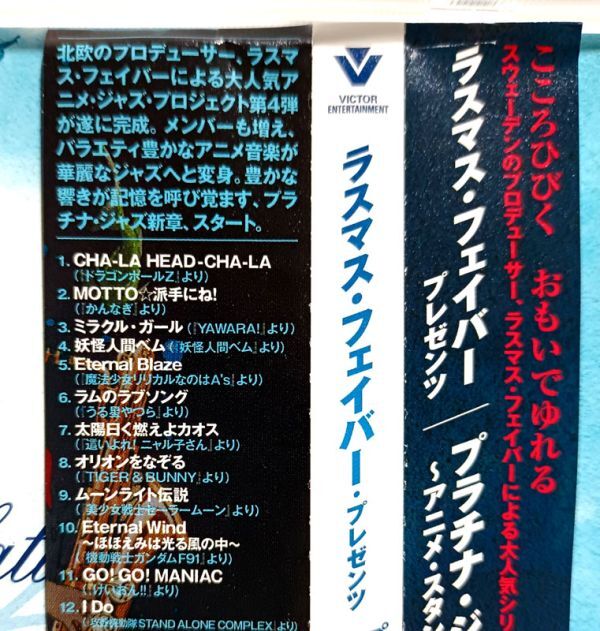 北欧のプロデューサー、ラスマ
ス・フェイバーによる大人気ア
ニメ・ジャズ・プロジェクト第4弾
が遂に完成。メンバーも増え、
バラエティ豊かなアニメ音楽が
華麗なジャズへと変身。豊かな
響きが記憶を呼び覚ます、プラ
チナ・ジャズ新章、スタート。
1. CHA-LA HEAD-CHA-LA
(『ドラゴンボールZ』より)
2. MOTTO☆派手にね!
(『かんなぎ』より)
3. ミラクル・ガール(『YAWARA!』より)
4. 妖怪人間ベム(『妖怪人間ベム』より)
5. Eternal Blaze
(『魔法少女リリカルなのはA's』より)
6. ラムのラブソング
(『うる星やつら』より)
7. 太陽曰く燃えよカオス
(『這いよれ!ニャル子さん』より)
8. オリオンをなぞる
(『TIGER & BUNNY』より)
9. ムーンライト伝説
(『美少女戦士セーラームーン』より)
10. Eternal Wind
～ほほえみは光る風の中～
(『機動戦士ガンダムF91』より)
11. GO! GO! MANIAC
(『けいおん!!』より)
12. I Do
(『攻殻機動隊STAND ALONE COMPLEX』より)
VICTOR
ENTERTAINMENT
ラスマス・フェイバー・プレゼンツ
こころひびく おもいでゆれる
スウェーデンのプロデューサー、ラスマス・フェイバーによる大人気シリ
ラスマス・フェイバー プレゼンツ／プラチナ・ジ
～アニメ・スタン